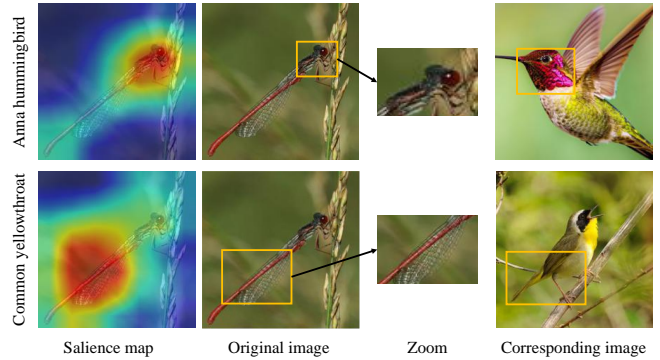 Anna hummingbird
Common yellowthroat
Salience map
Original image
Zoom
Corresponding image